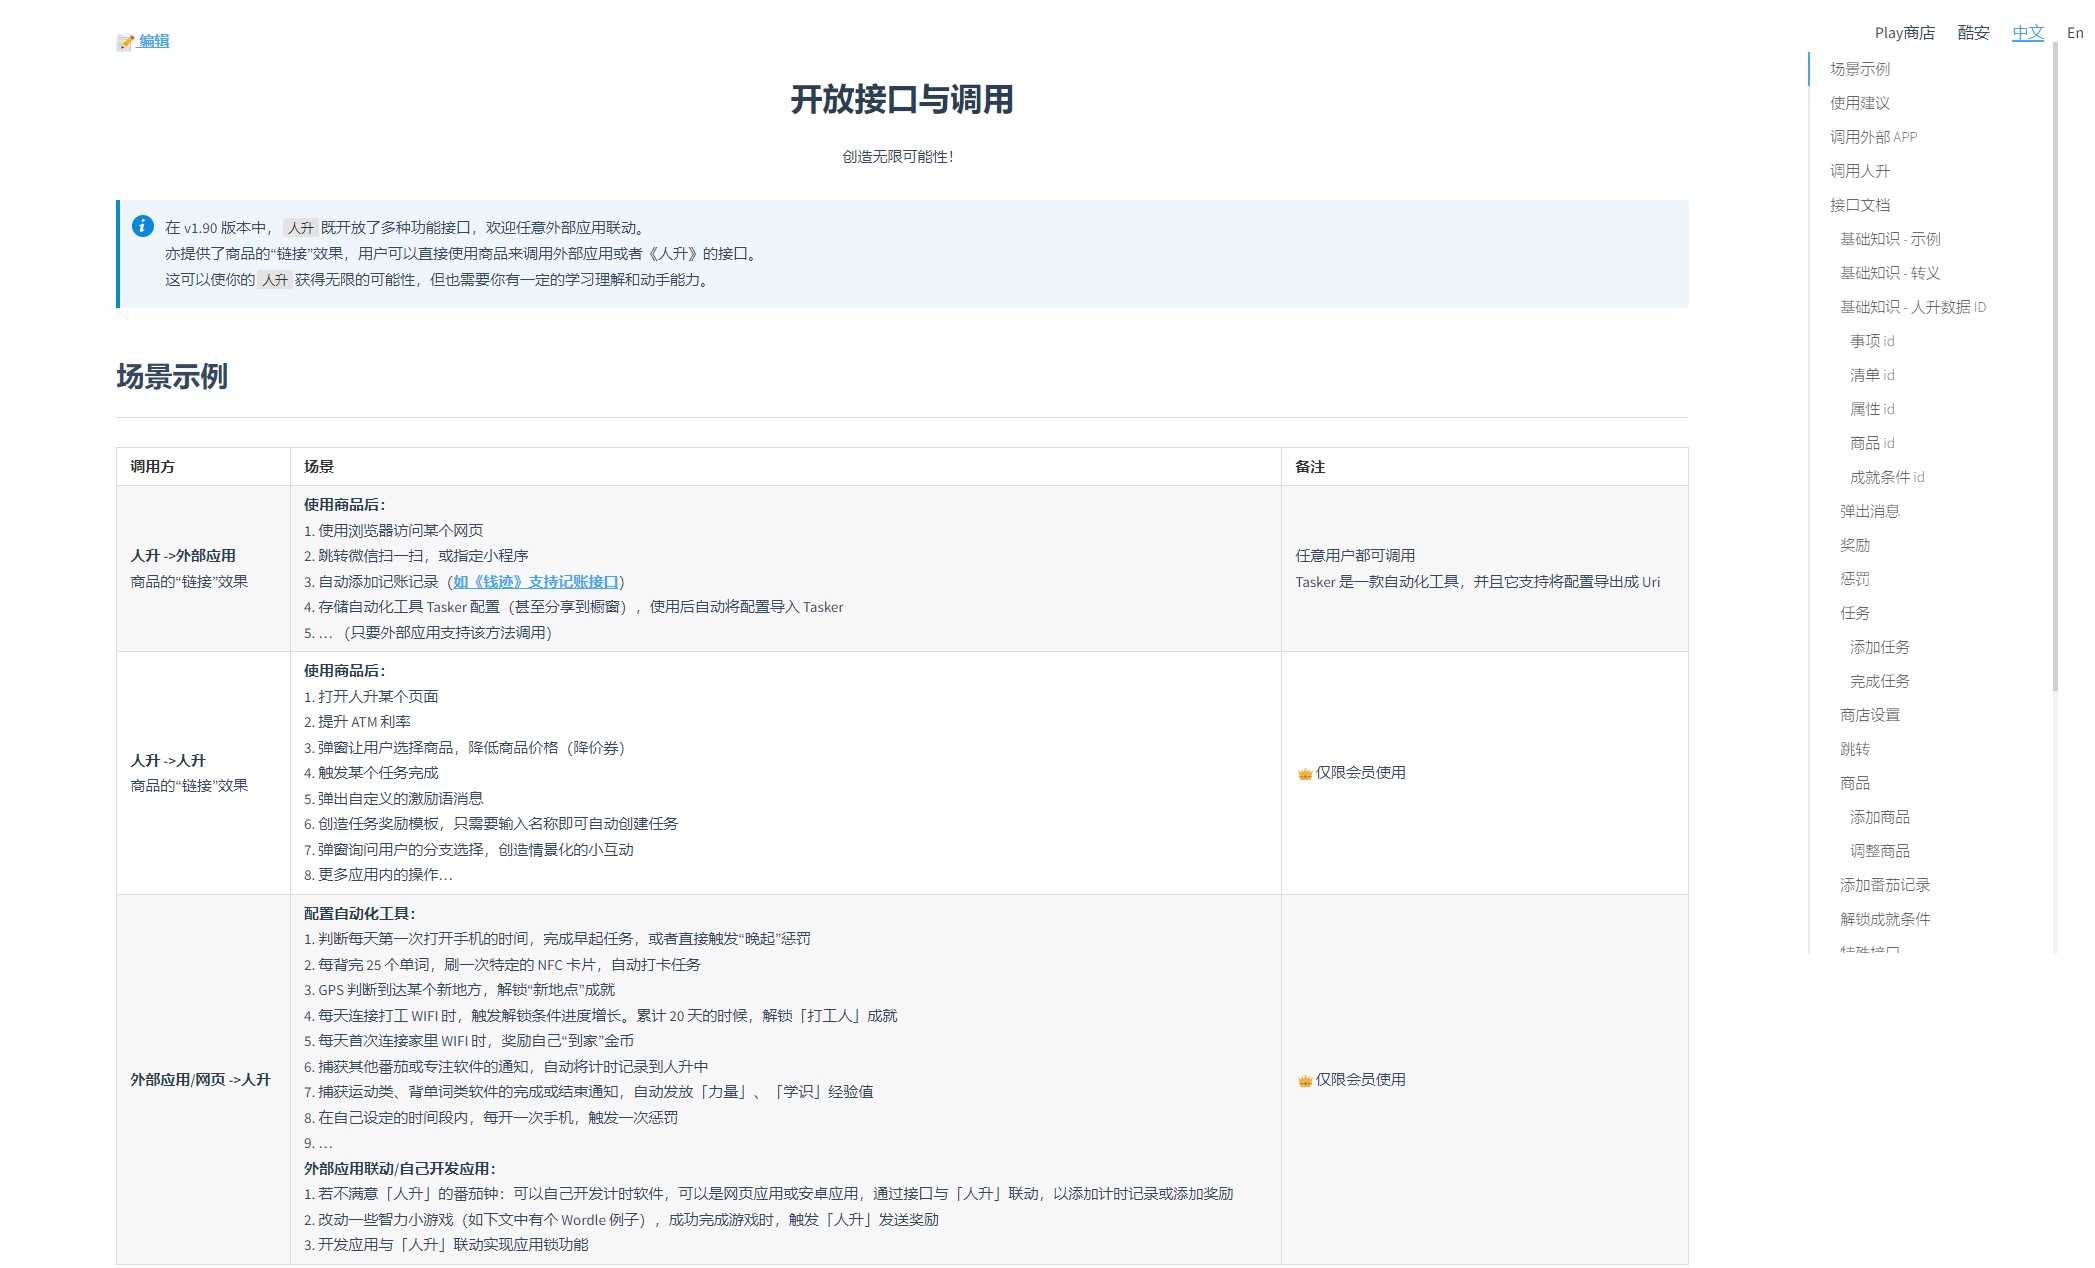 编辑
Play商店 酷安 中文 En
开放接口与调用
创造无限可能性！
在 v1.90 版本中， 人升 既开放了多种功能接口，欢迎任意外部应用联动。
亦提供了商品的“链接”效果，用户可以直接使用商品来调用外部应用或者《人升》的接口。
这可以使你的 人升 获得无限的可能性，但也需要你有一定的学习理解和动手能力。
场景示例
调用方 场景 备注
人升 ->外部应用
商品的“链接”效果
使用商品后：
1. 使用浏览器访问某个网页
2. 跳转微信扫一扫，或指定小程序
3. 自动添加记账记录（如《钱迹》支持记账接口）
4. 存储自动化工具 Tasker 配置（甚至分享到橱窗），使用后自动将配置导入 Tasker
5. …（只要外部应用支持该方法调用）
任意用户都可调用
Tasker 是一款自动化工具，并且它支持将配置导出成 Uri
人升 ->人升
商品的“链接”效果
使用商品后：
1. 打开人升某个页面
2. 提升 ATM 利率
3. 弹窗让用户选择商品，降低商品价格（降价券）
4. 触发某个任务完成
5. 弹出自定义的激励语消息
6. 创造任务奖励模板，只需要输入名称即可自动创建任务
7. 弹窗询问用户的分支选择，创造情景化的小互动
8. 更多应用内的操作…
仅限会员使用
外部应用/网页 ->人升
配置自动化工具：
1. 判断每天第一次打开手机的时间，完成早起任务，或者直接触发“晚起”惩罚
2. 每背完 25 个单词，刷一次特定的 NFC 卡片，自动打卡任务
3. GPS 判断到达某个新地方，解锁“新地点”成就
4. 每天连接打工 WIFI 时，触发解锁条件进度增长。累计 20 天的时候，解锁「打工人」成就
5. 每天首次连接家里 WIFI 时，奖励自己“到家”金币
6. 捕获其他番茄或专注软件的通知，自动将计时记录到人升中
7. 捕获运动类、背单词类软件的完成或结束通知，自动发放「力量」、「学识」经验值
8. 在自己设定的时间段内，每开一次手机，触发一次惩罚
9. …
外部应用联动/自己开发应用：
1. 若不满意「人升」的番茄钟：可以自己开发计时软件，可以是网页应用或安卓应用，通过接口与「人升」联动，以添加计时记录或添加奖励
2. 改动一些智力小游戏（如下文中有个 Wordle 例子），成功完成游戏时，触发「人升」发送奖励
3. 开发应用与「人升」联动实现应用锁功能
仅限会员使用
场景示例
使用建议
调用外部 APP
调用人升
接口文档
基础知识 - 示例
基础知识 - 转义
基础知识 - 人升数据 ID
事项 id
清单 id
属性 id
商品 id
成就条件 id
弹出消息
奖励
惩罚
任务
添加任务
完成任务
商店设置
跳转
商品
添加商品
调整商品
添加番茄记录
解锁成就条件
特殊接口